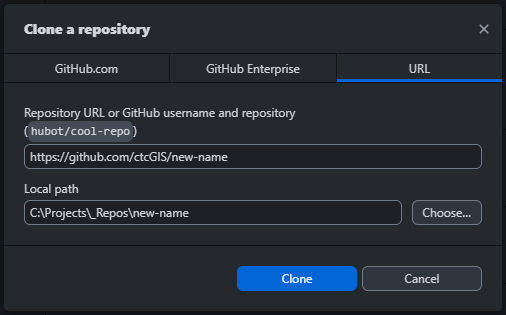 Clone a repository
GitHub.com
GitHub Enterprise
URL
Repository URL or GitHub username and repository
(hubot/cool-repo)
https://github.com/ctcGIS/new-name
Local path
C:\Projects\_Repos\new-name
Choose...
Clone
Cancel